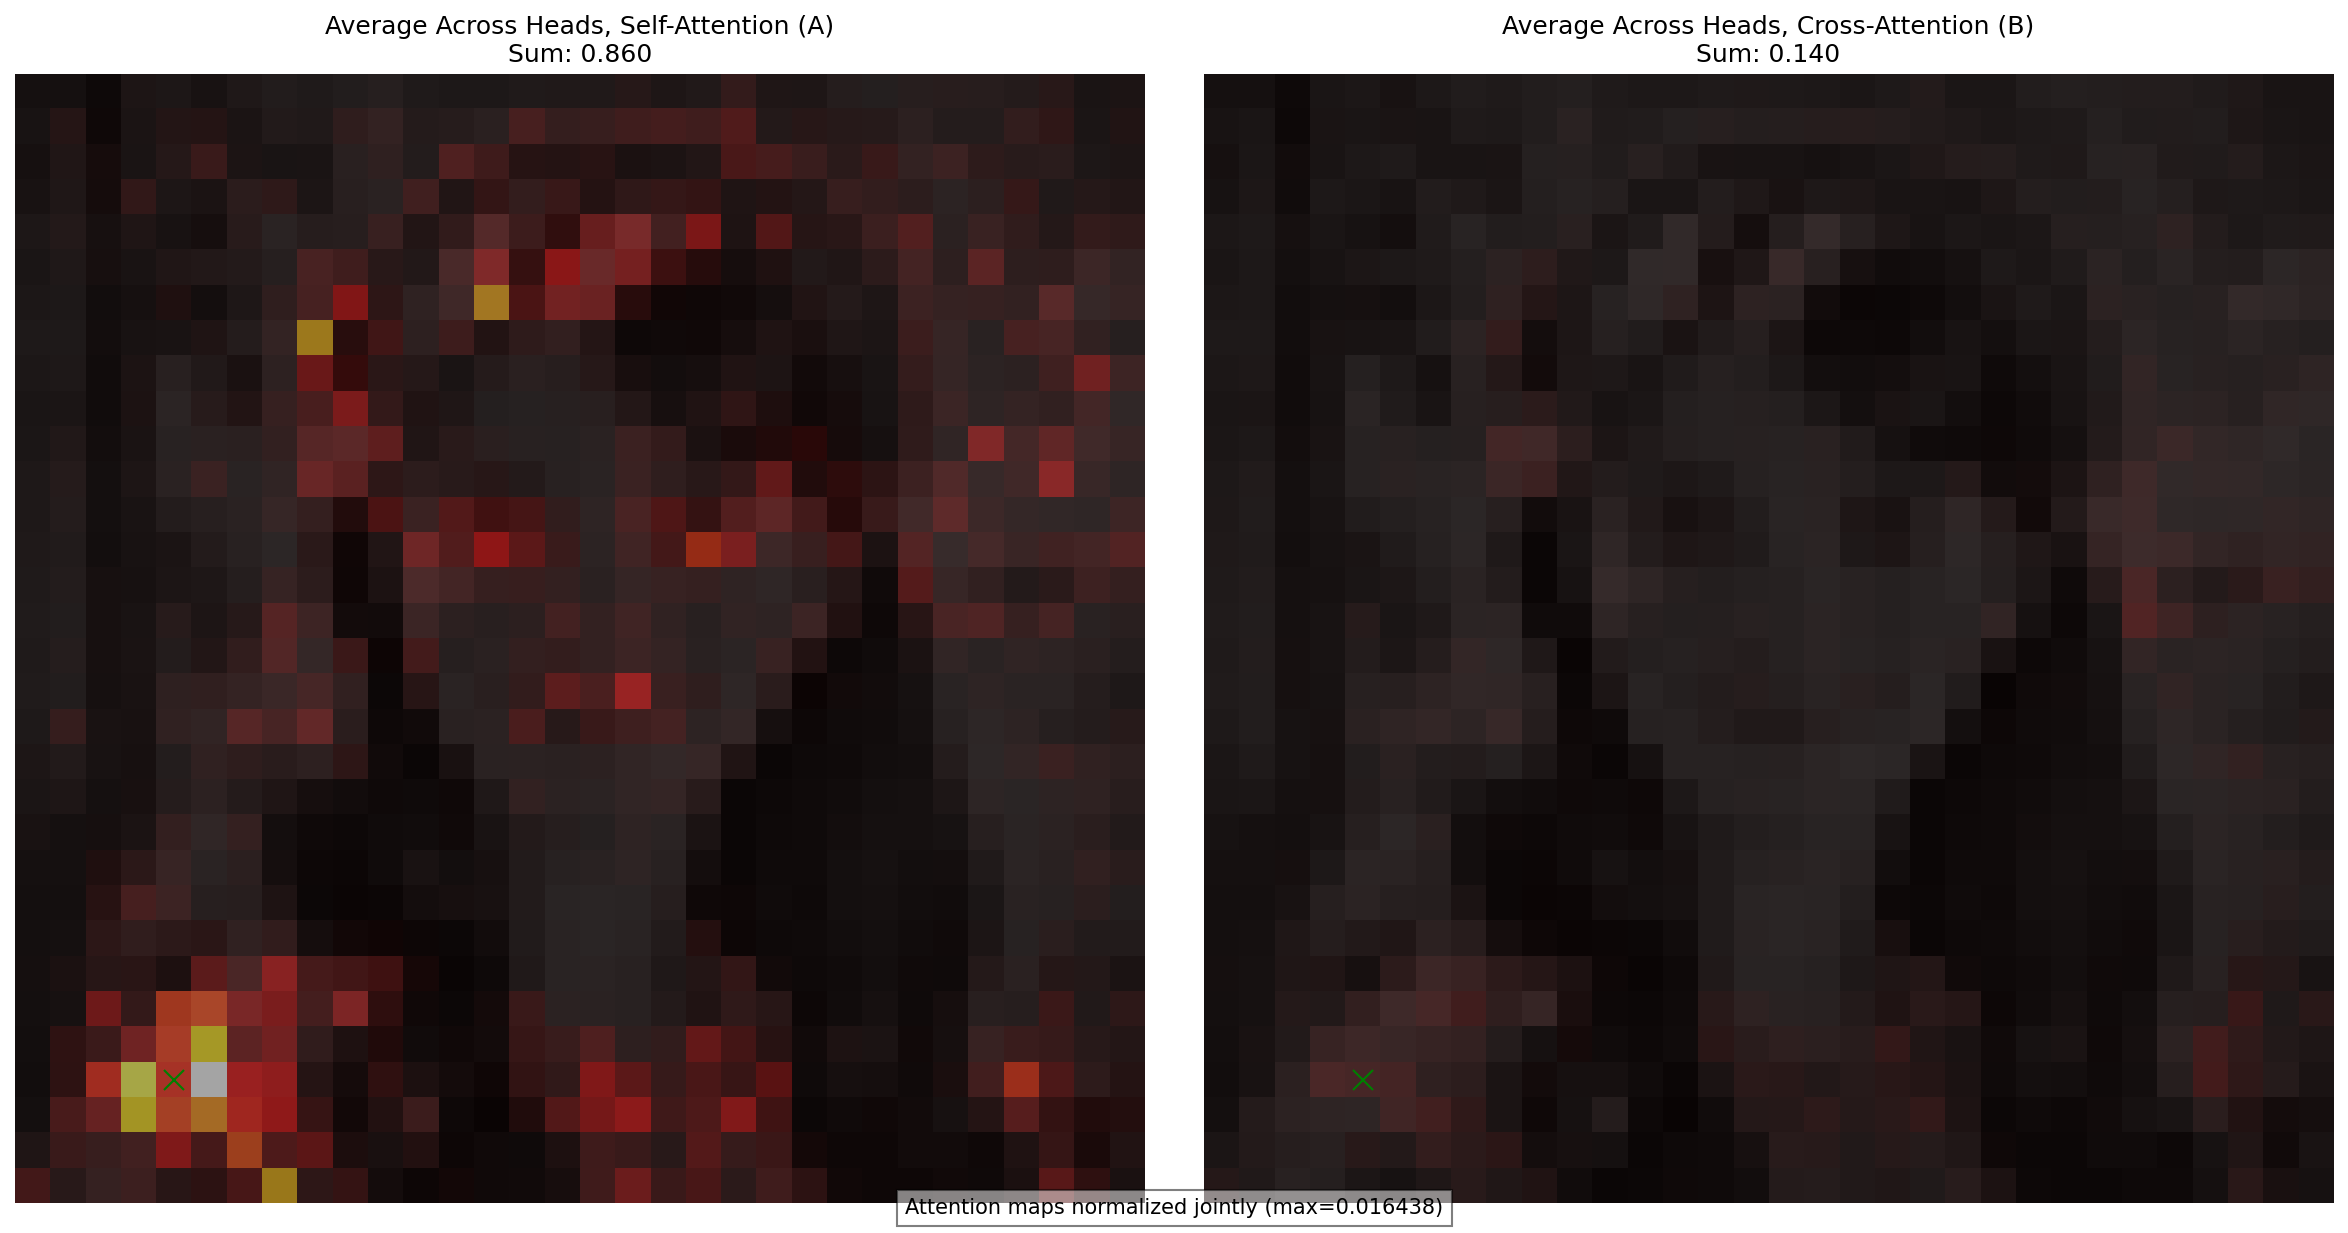 Average Across Heads, Self-Attention (A)
Sum: 0.860
Average Across Heads, Cross-Attention (B)
Sum: 0.140
Attention maps normalized jointly (max=0.016438)